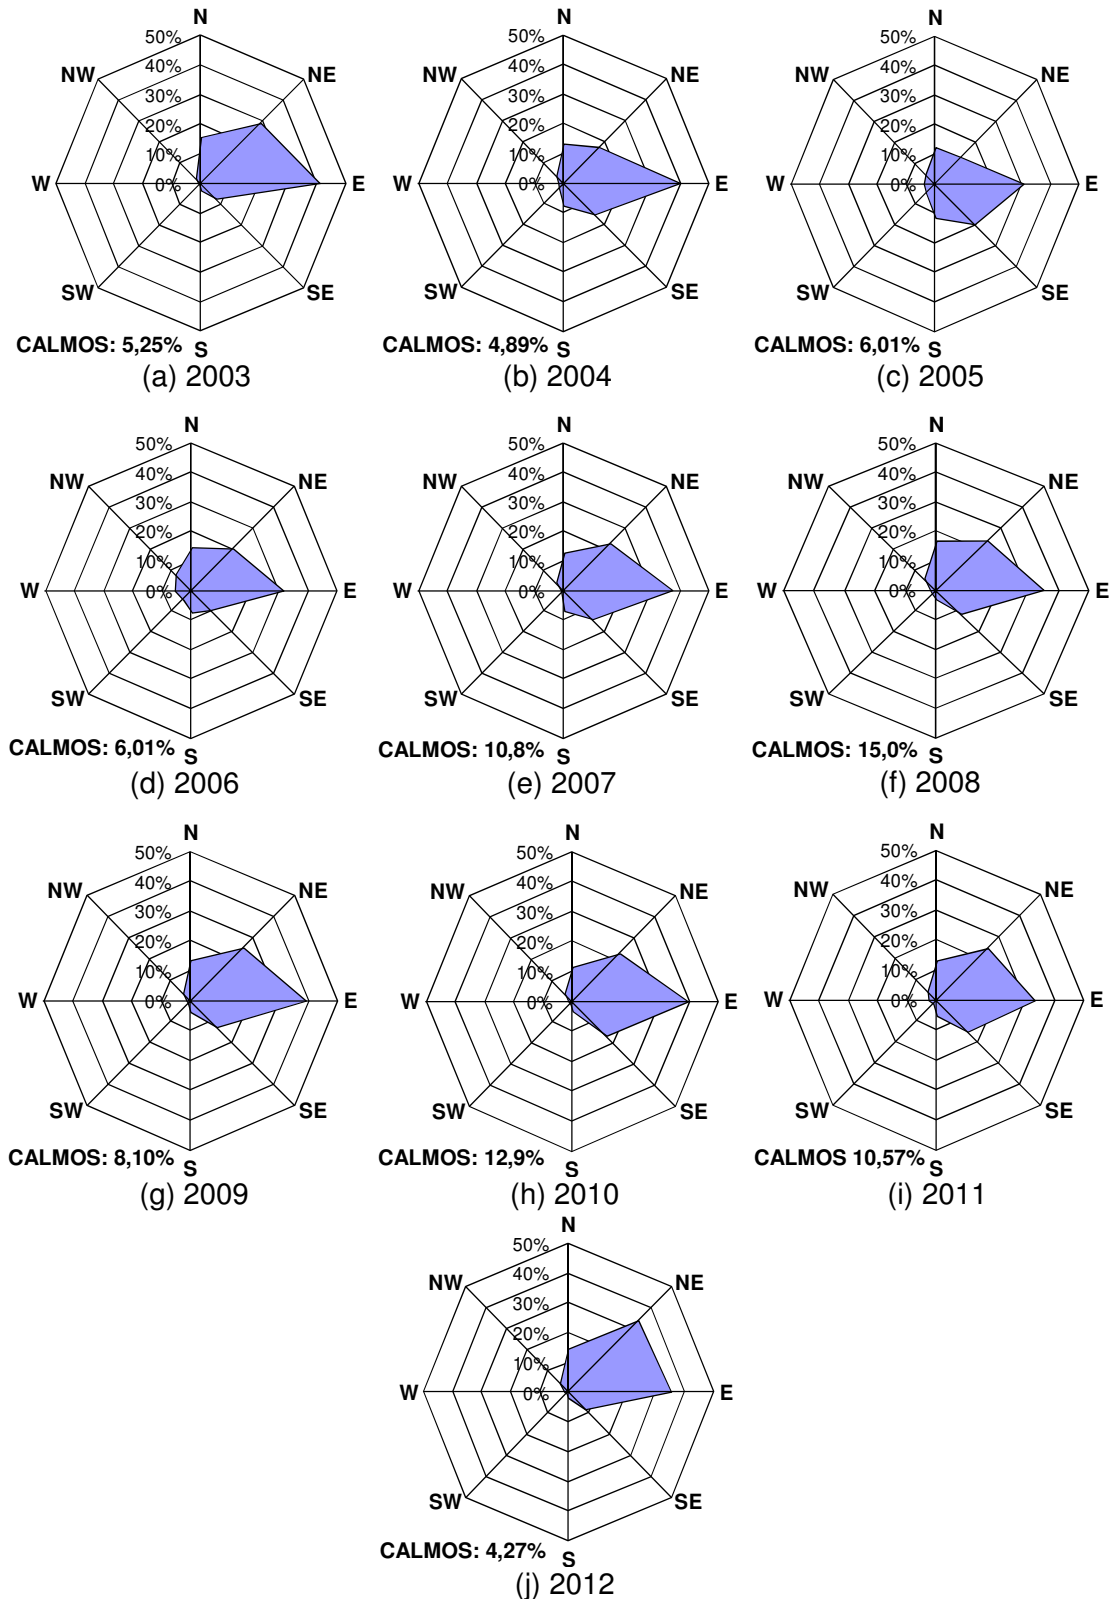 N
50%
40%
30%
20%
10%
0%
NW
NE
W
E
SW
SE
S
CALMOS: 5,25%
(a) 2003
N
50%
40%
30%
20%
10%
0%
NW
NE
W
E
SW
SE
S
CALMOS: 4,89%
(b) 2004
N
50%
40%
30%
20%
10%
0%
NW
NE
W
E
SW
SE
S
CALMOS: 6,01%
(c) 2005
N
50%
40%
30%
20%
10%
0%
NW
NE
W
E
SW
SE
S
CALMOS: 6,01%
(d) 2006
N
50%
40%
30%
20%
10%
0%
NW
NE
W
E
SW
SE
S
CALMOS: 10,8%
(e) 2007
N
50%
40%
30%
20%
10%
0%
NW
NE
W
E
SW
SE
S
CALMOS: 15,0%
(f) 2008
N
50%
40%
30%
20%
10%
0%
NW
NE
W
E
SW
SE
S
CALMOS: 8,10%
(g) 2009
N
50%
40%
30%
20%
10%
0%
NW
NE
W
E
SW
SE
S
CALMOS: 12,9%
(h) 2010
N
50%
40%
30%
20%
10%
0%
NW
NE
W
E
SW
SE
S
CALMOS 10,57%
(i) 2011
N
50%
40%
30%
20%
10%
0%
NW
NE
W
E
SW
SE
S
CALMOS: 4,27%
(j) 2012